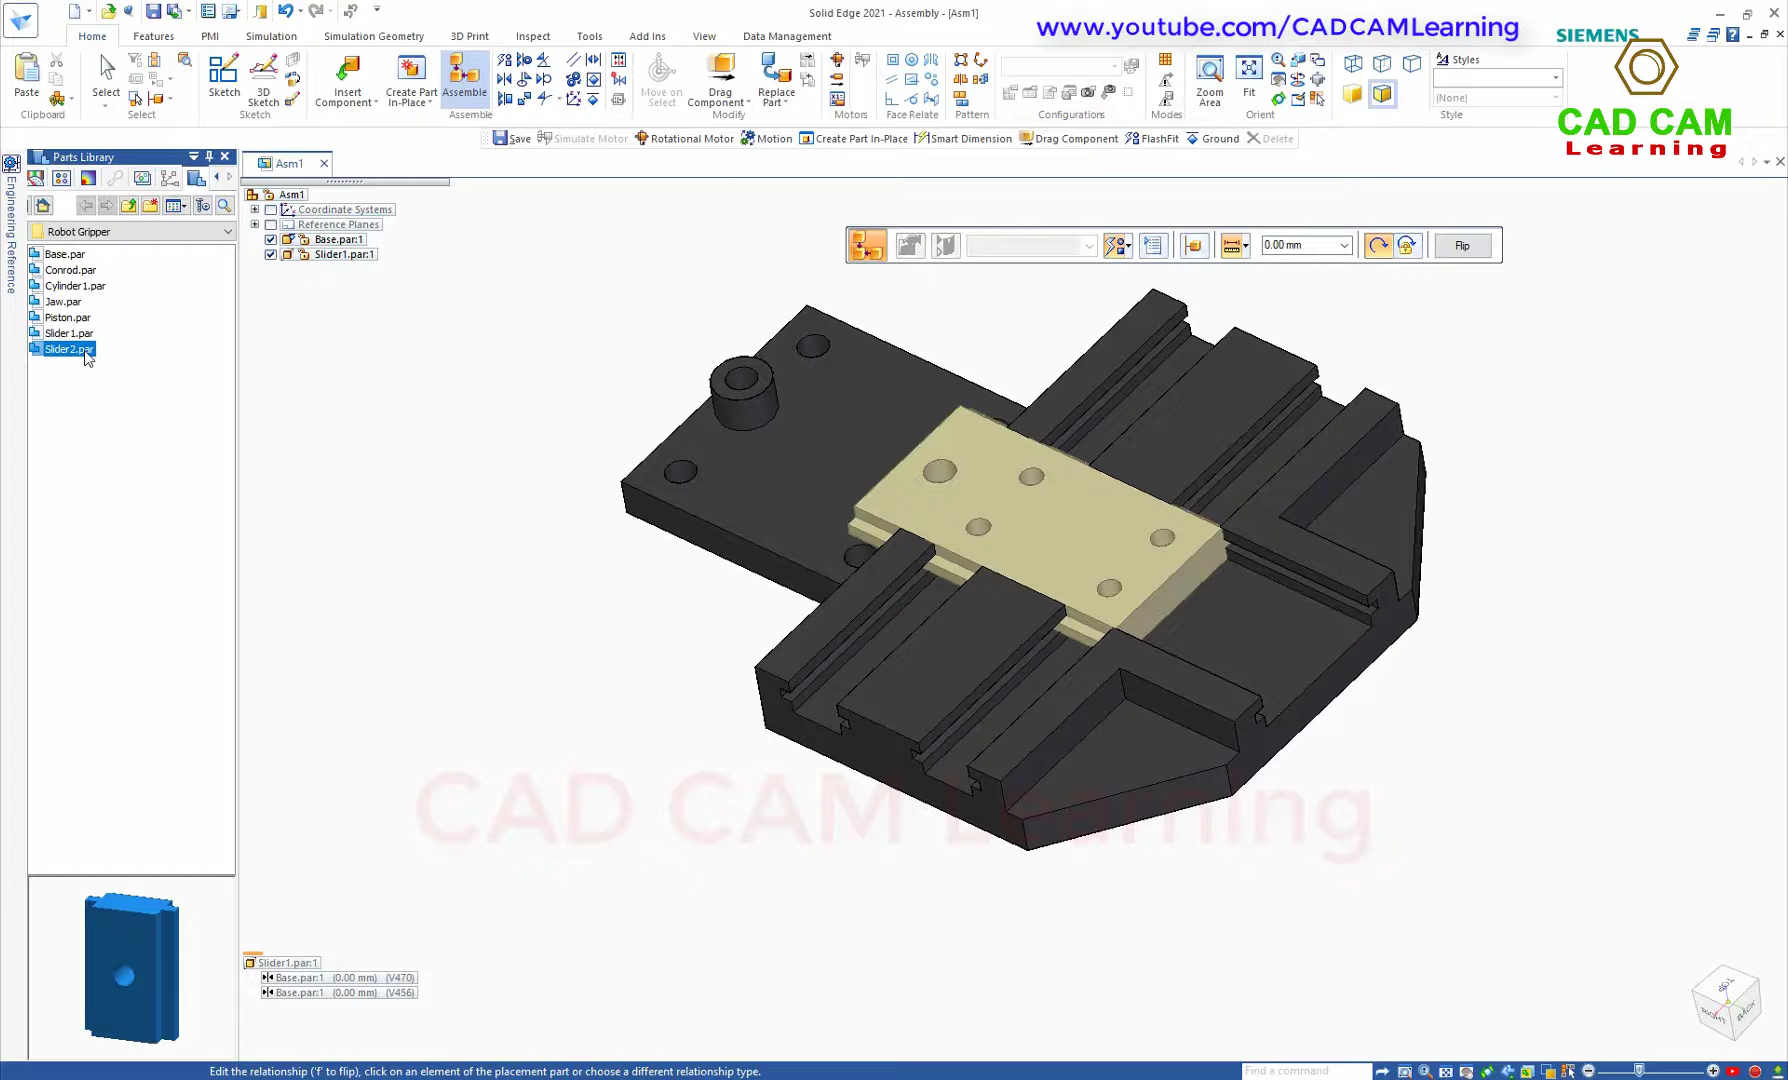 Solid Edge 2021 - Assembly - [Asm1]
www.youtube.com/CADCAMLearning
SIEMENS
Home
Features
PMI
Simulation
Simulation Geometry
3D Print
Inspect
Tools
Add Ins
View
Data Management
Paste
Select
Sketch
3D Sketch
Insert Component
Create Part In-Place
Assemble
Move on Select
Drag Component
Replace Part
Zoom Area
Fit
Styles
(None)
Clipboard
Select
Sketch
Assemble
Modify
Motors
Face Relate
Pattern
Configurations
Modes
Orient
Style
CAD CAM
Learning
Save
Simulate Motor
Rotational Motor
Motion
Create Part In-Place
Smart Dimension
Drag Component
FlashFit
Ground
Delete
Parts Library
Asm1
Engineering Reference
Robot Gripper
Base.par
Conrod.par
Cylinder1.par
Jaw.par
Piston.par
Slider1.par
Slider2.par
Asm1
Coordinate Systems
Reference Planes
Base.par:1
Slider1.par:1
0.00 mm
Flip
CAD CAM Learning
Slider1.par:1
Base.par:1 (0.00 mm) (V470)
Base.par:1 (0.00 mm) (V456)
TOP
RIGHT
BACK
Edit the relationship ('f' to flip), click on an element of the placement part or choose a different relationship type.
Find a command